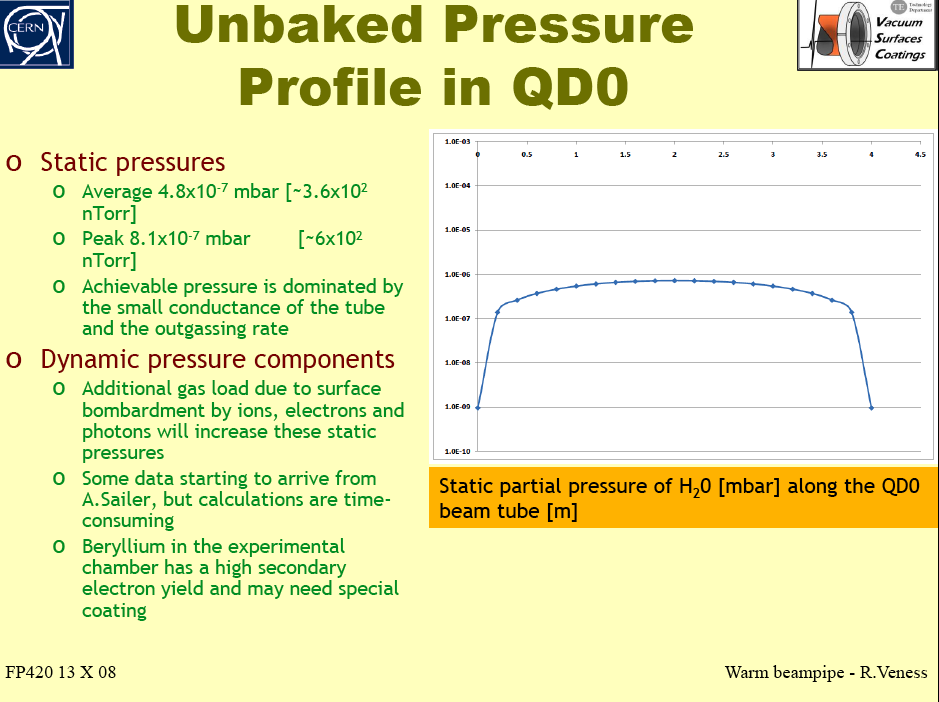 CERN
Unbaked Pressure
Profile in QD0
TE Technology
Department
Vacuum
Surfaces
Coatings
o Static pressures
o Average 4.8x10-7 mbar [~3.6x102
nTorr]
o Peak 8.1x10-7 mbar [~6x102
nTorr]
o Achievable pressure is dominated by
the small conductance of the tube
and the outgassing rate
o Dynamic pressure components
o Additional gas load due to surface
bombardment by ions, electrons and
photons will increase these static
pressures
o Some data starting to arrive from
A.Sailer, but calculations are time-
consuming
o Beryllium in the experimental
chamber has a high secondary
electron yield and may need special
coating
1.0E-03
0 0.5 1 1.5 2 2.5 3 3.5 4 4.5
1.0E-04
1.0E-05
1.0E-06
1.0E-07
1.0E-08
1.0E-09
1.0E-10
Static partial pressure of H20 [mbar] along the QD0
beam tube [m]
FP420 13 X 08
Warm beampipe - R.Veness